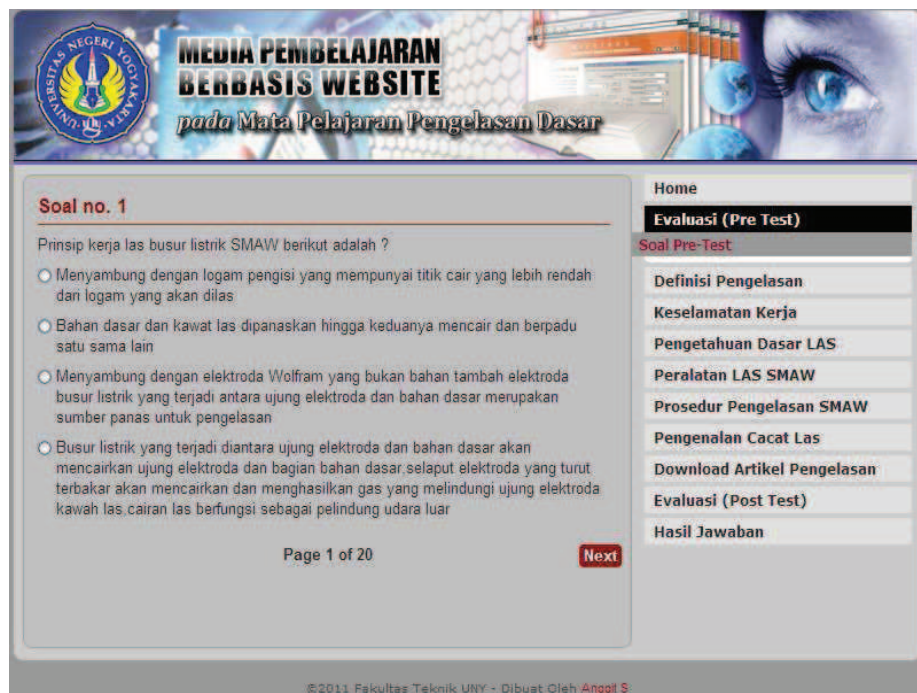 UNIVERSITAS NEGERI YOGYAKARTA
MEDIA PEMBELAJARAN
BERBASIS WEBSITE
pada Mata Pelajaran Pengelasan Dasar
Soal no. 1
Prinsip kerja las busur listrik SMAW berikut adalah ?
Menyambung dengan logam pengisi yang mempunyai titik cair yang lebih rendah
dari logam yang akan dilas
Bahan dasar dan kawat las dipanaskan hingga keduanya mencair dan berpadu
satu sama lain
Menyambung dengan elektroda Wolfram yang bukan bahan tambah elektroda
busur listrik yang terjadi antara ujung elektroda dan bahan dasar merupakan
sumber panas untuk pengelasan
Busur listrik yang terjadi diantara ujung elektroda dan bahan dasar akan
mencairkan ujung elektroda dan bagian bahan dasar,selaput elektroda yang turut
terbakar akan mencairkan dan menghasilkan gas yang melindungi ujung elektroda
kawah las,cairan las berfungsi sebagai pelindung udara luar
Page 1 of 20
Next
Home
Evaluasi (Pre Test)
Soal Pre-Test
Definisi Pengelasan
Keselamatan Kerja
Pengetahuan Dasar LAS
Peralatan LAS SMAW
Prosedur Pengelasan SMAW
Pengenalan Cacat Las
Download Artikel Pengelasan
Evaluasi (Post Test)
Hasil Jawaban
©2011 Fakultas Teknik UNY - Dibuat Oleh Anggit S